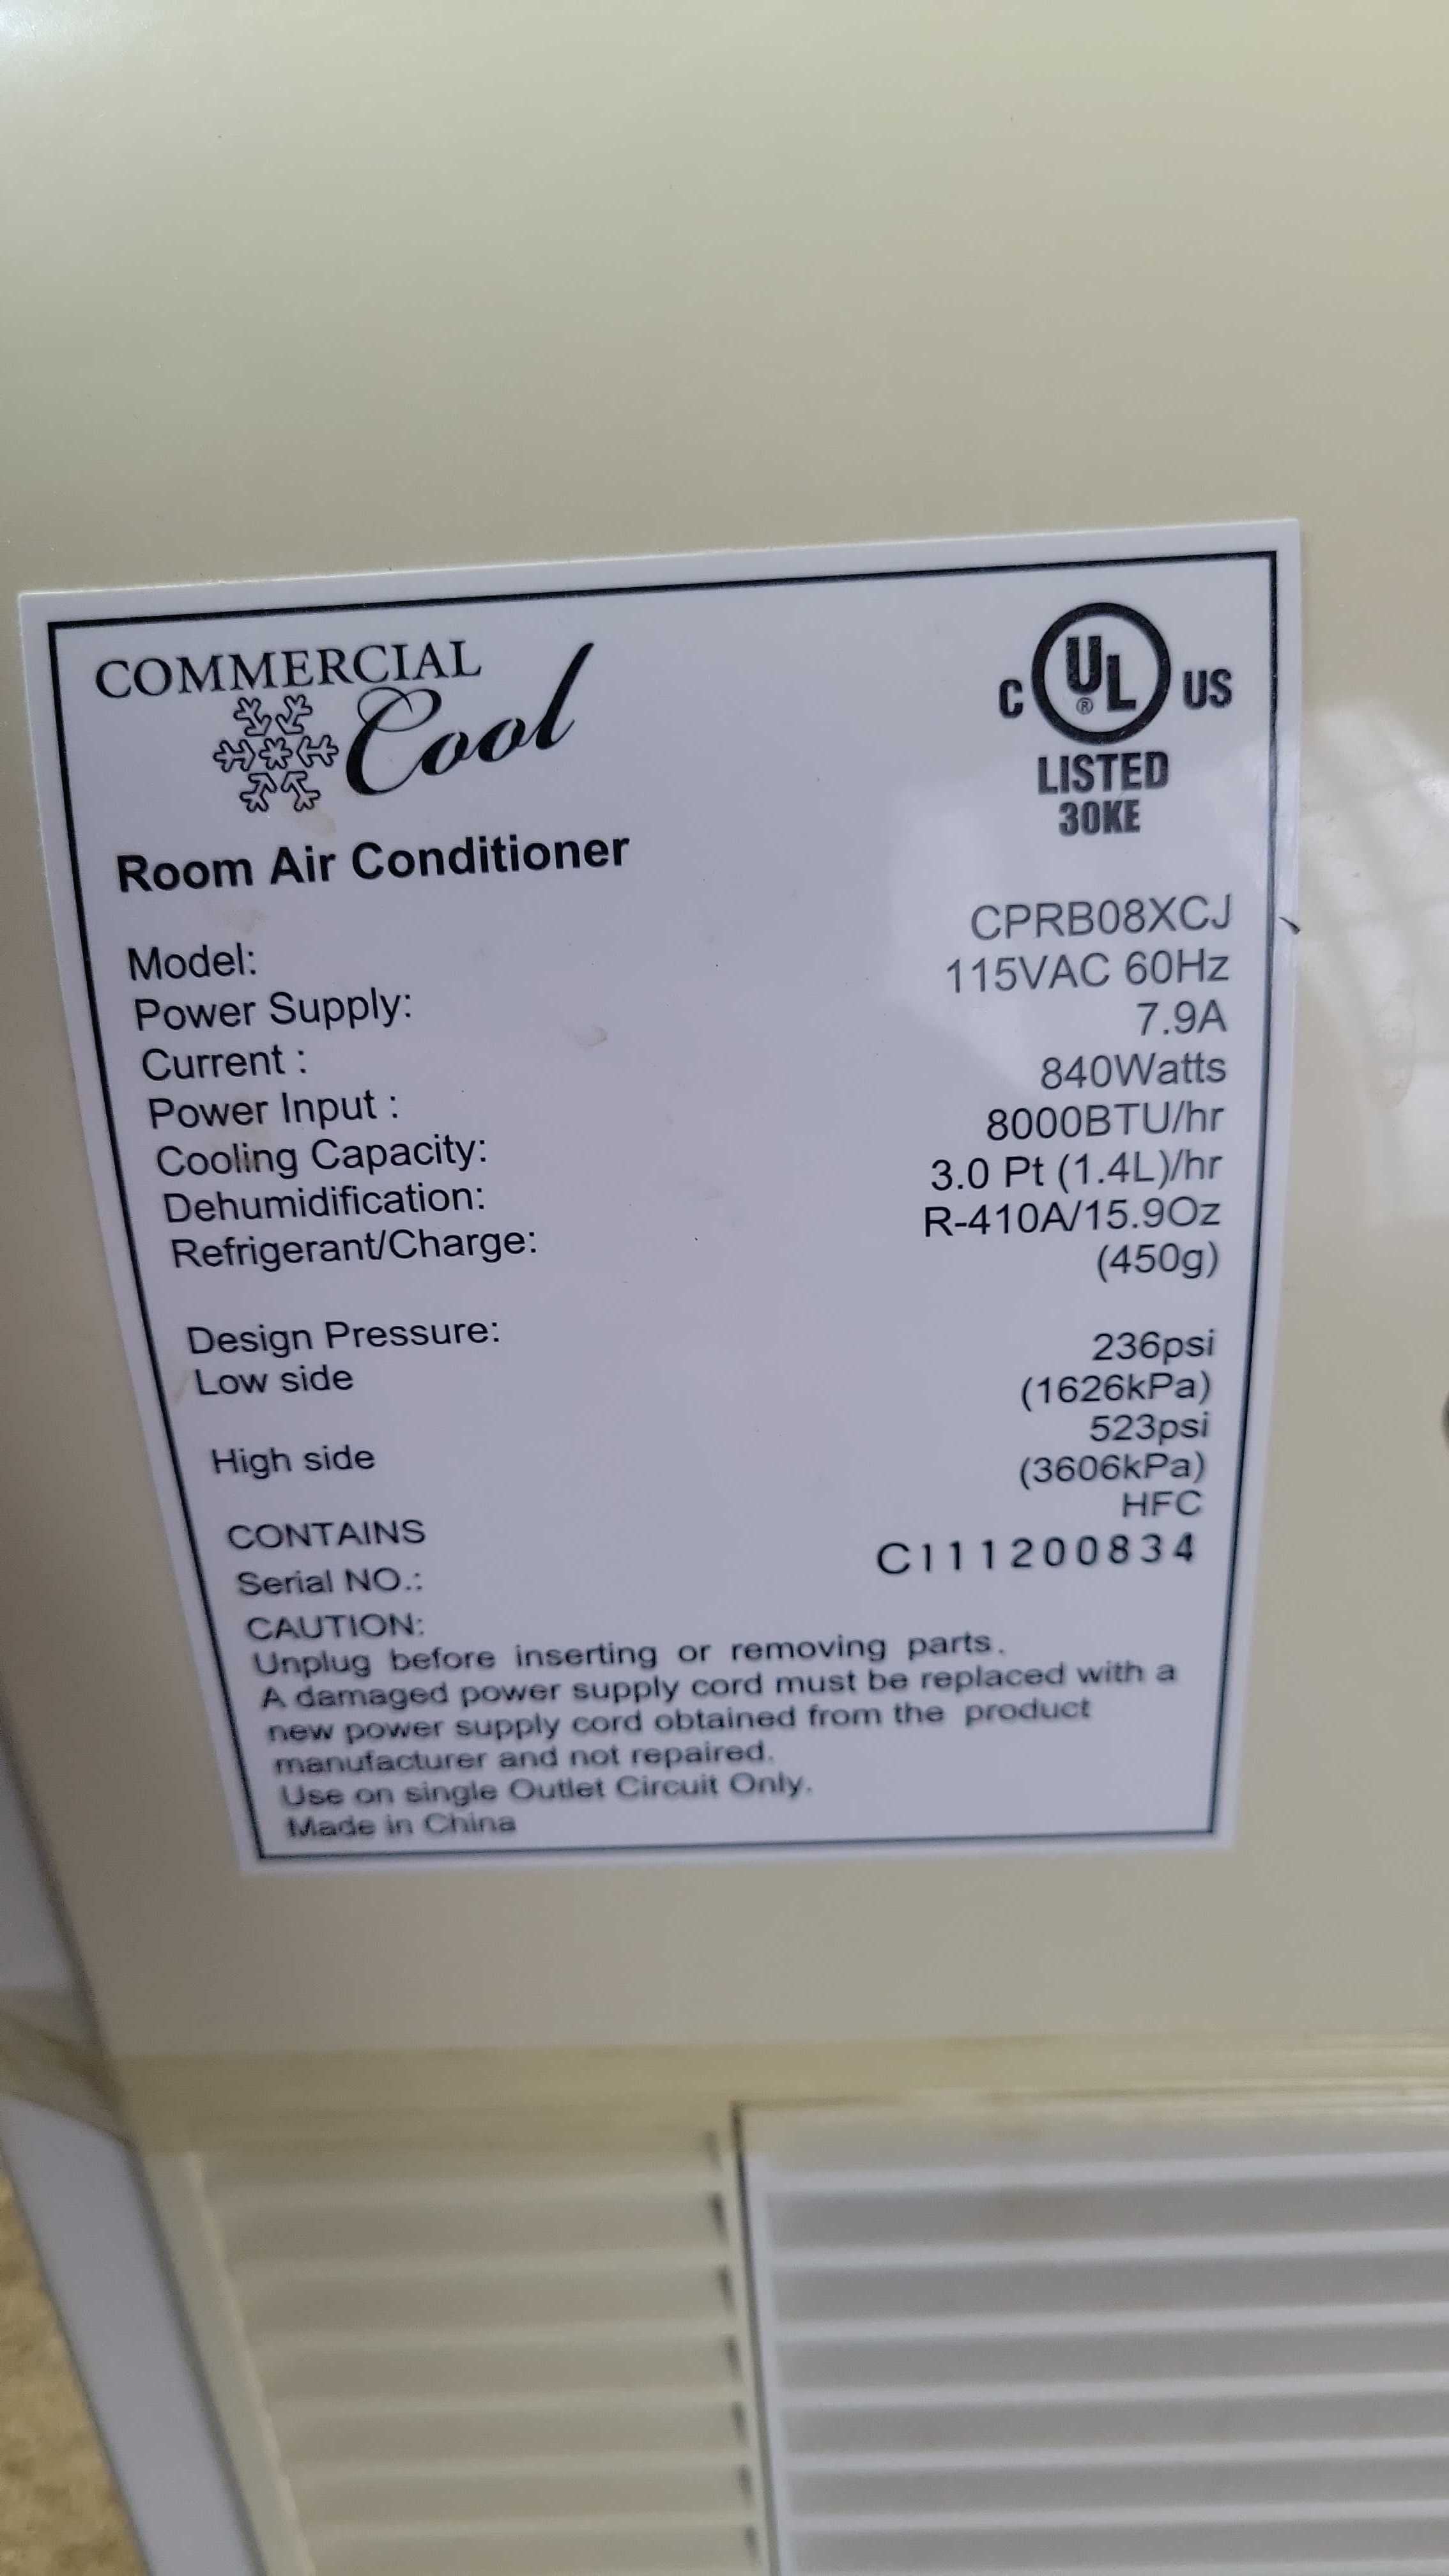 COMMERCIAL
Cool
C UL ® US
LISTED
30KE
Room Air Conditioner
Model: CPRB08XCJ
Power Supply: 115VAC 60Hz
Current : 7.9A
Power Input : 840Watts
Cooling Capacity: 8000BTU/hr
Dehumidification: 3.0 Pt (1.4L)/hr
Refrigerant/Charge: R-410A/15.9Oz
(450g)
Design Pressure:
Low side 236psi
(1626kPa)
High side 523psi
(3606kPa)
CONTAINS HFC
Serial NO.: C111200834
CAUTION:
Unplug before inserting or removing parts.
A damaged power supply cord must be replaced with a
new power supply cord obtained from the product
manufacturer and not repaired.
Use on single Outlet Circuit Only.
Made in China